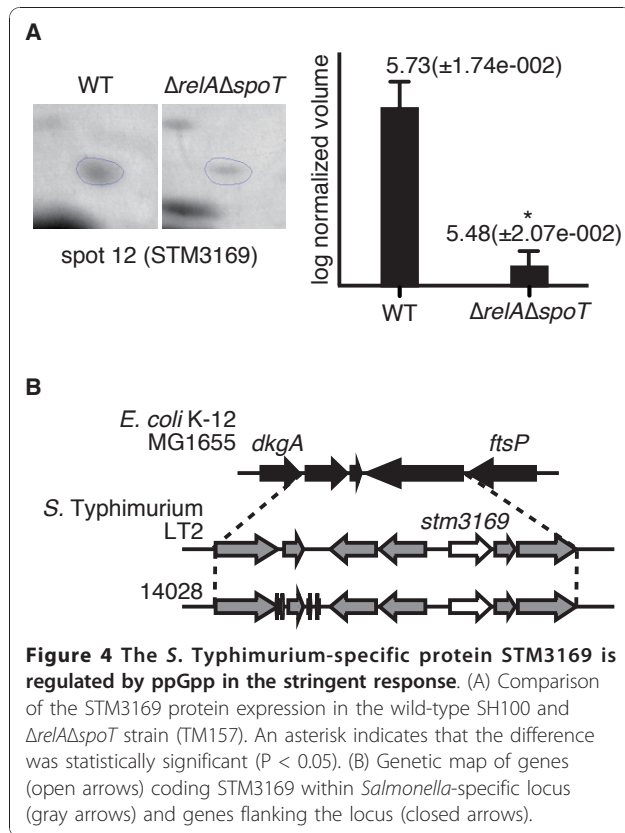 A
WT
ΔrelAΔspoT
spot 12 (STM3169)
log normalized volume
5.73(±1.74e-002)
*
5.48(±2.07e-002)
WT
ΔrelAΔspoT
B
E. coli K-12
MG1655
dkgA
ftsP
S. Typhimurium
LT2
stm3169
14028
Figure 4 The S. Typhimurium-specific protein STM3169 is
regulated by ppGpp in the stringent response. (A) Comparison
of the STM3169 protein expression in the wild-type SH100 and
ΔrelAΔspoT strain (TM157). An asterisk indicates that the difference
was statistically significant (P < 0.05). (B) Genetic map of genes
(open arrows) coding STM3169 within Salmonella-specific locus
(gray arrows) and genes flanking the locus (closed arrows).